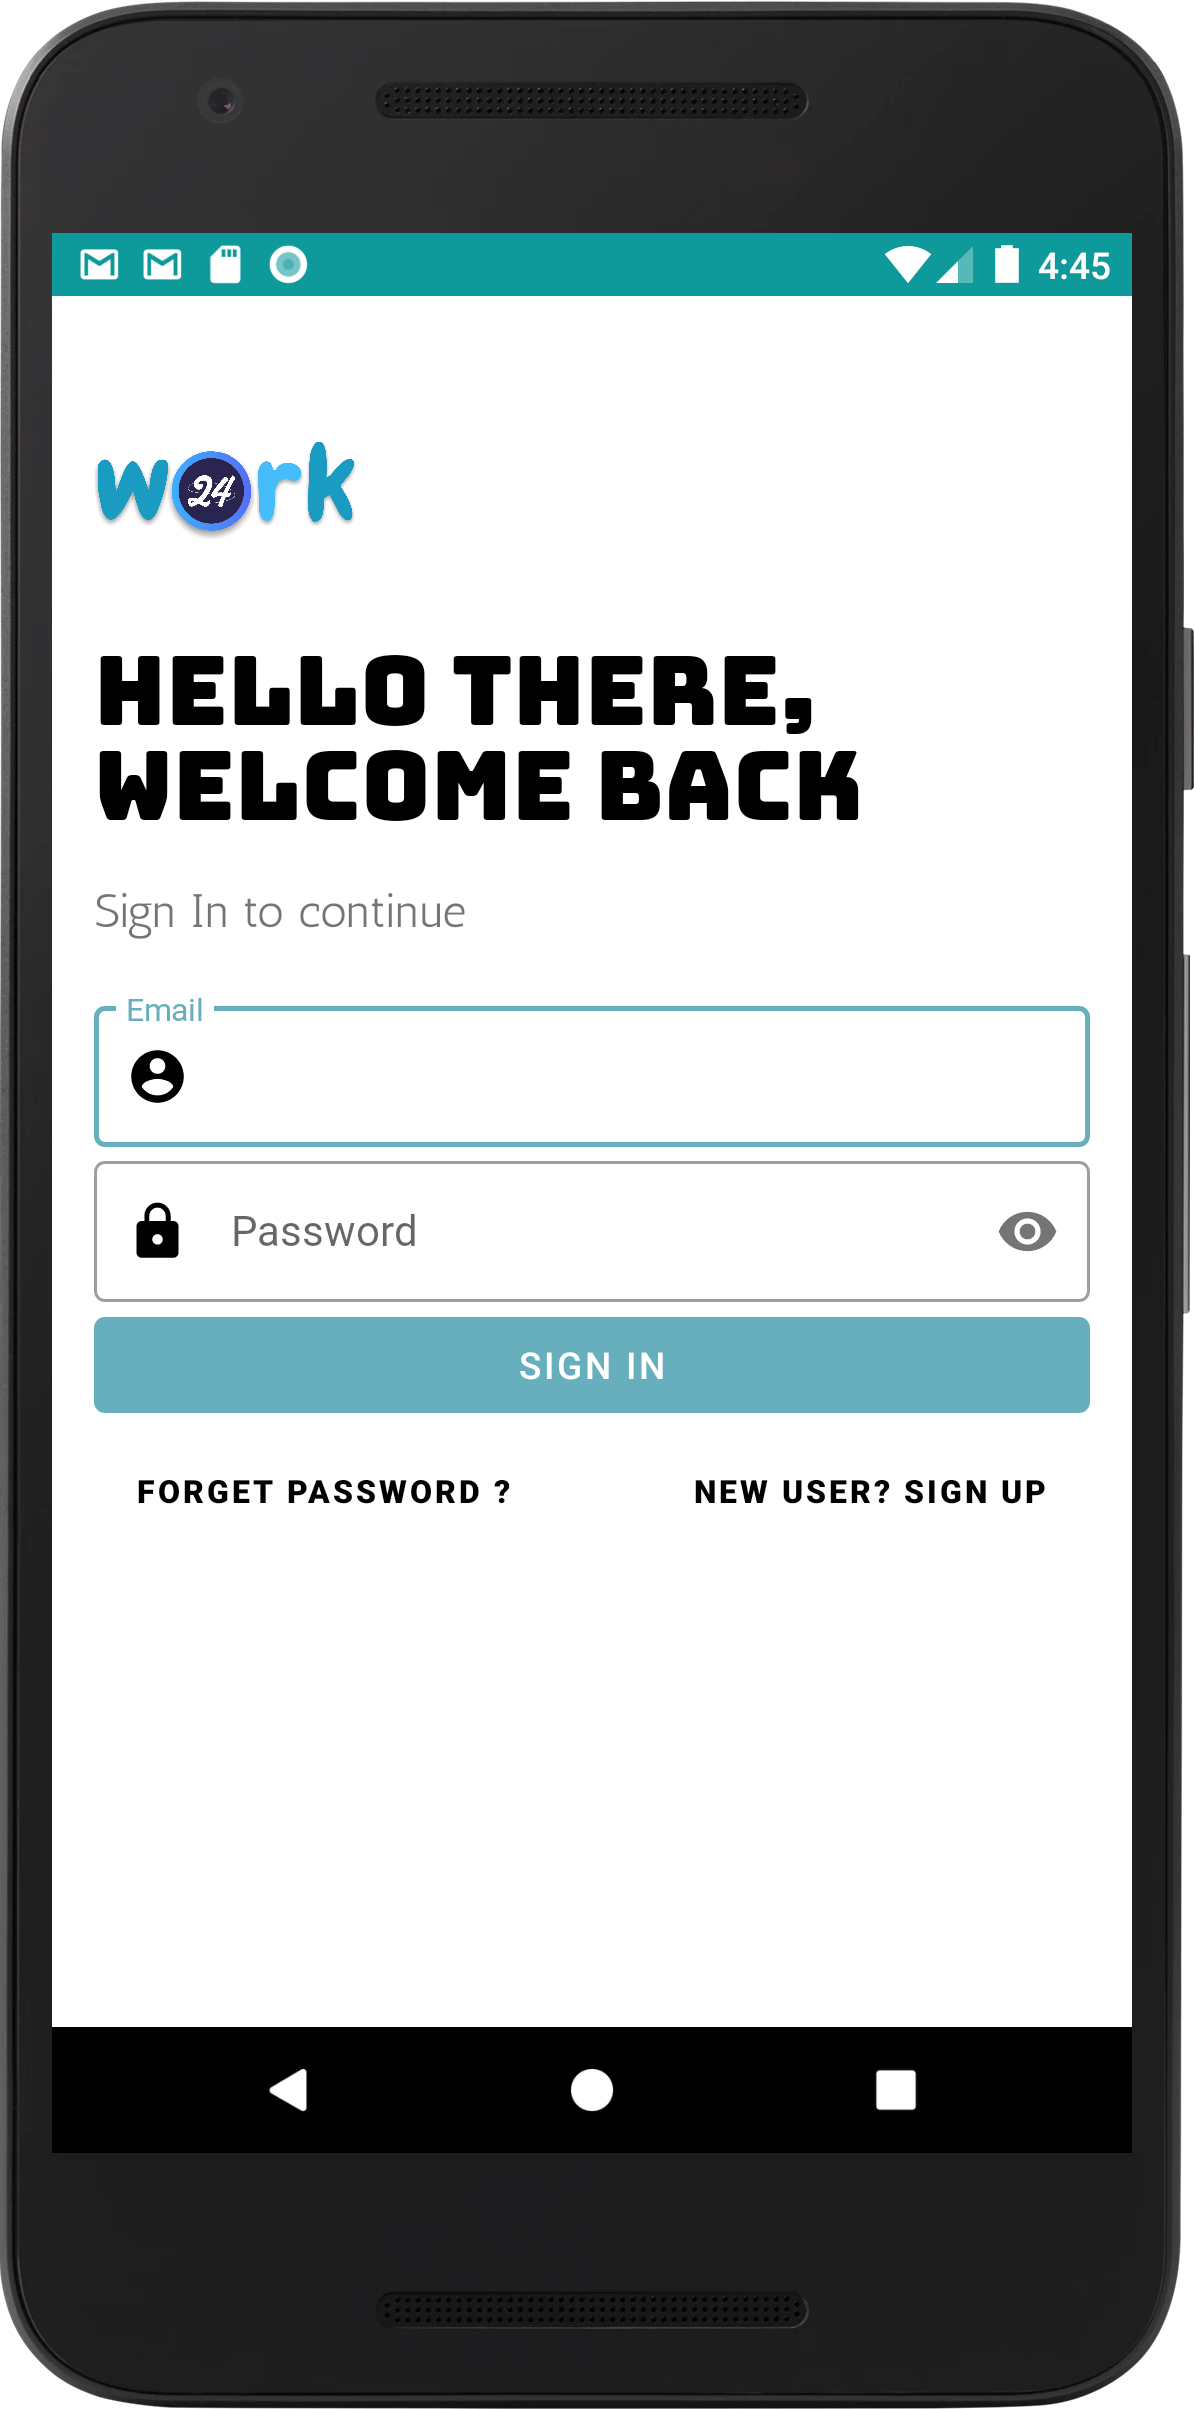 4:45
w24rk
HELLO THERE,
WELCOME BACK
Sign In to continue
Email
Password
SIGN IN
FORGET PASSWORD ?
NEW USER? SIGN UP